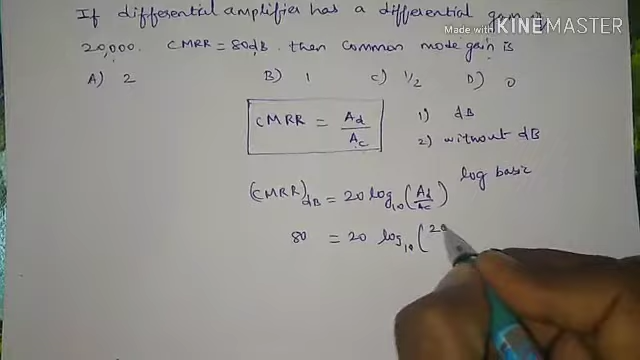 If differential amplifier has a differential gain is
20,000. CMRR = 80dB. then common mode gain is
A) 2 B) 1 C) 1/2 D) 0
CMRR = Ad/Ac
1) dB
2) without dB
log basic
(CMRR)dB = 20 log10 (Ad/Ac)
80 = 20 log10 (20
Made with
KINEMASTER